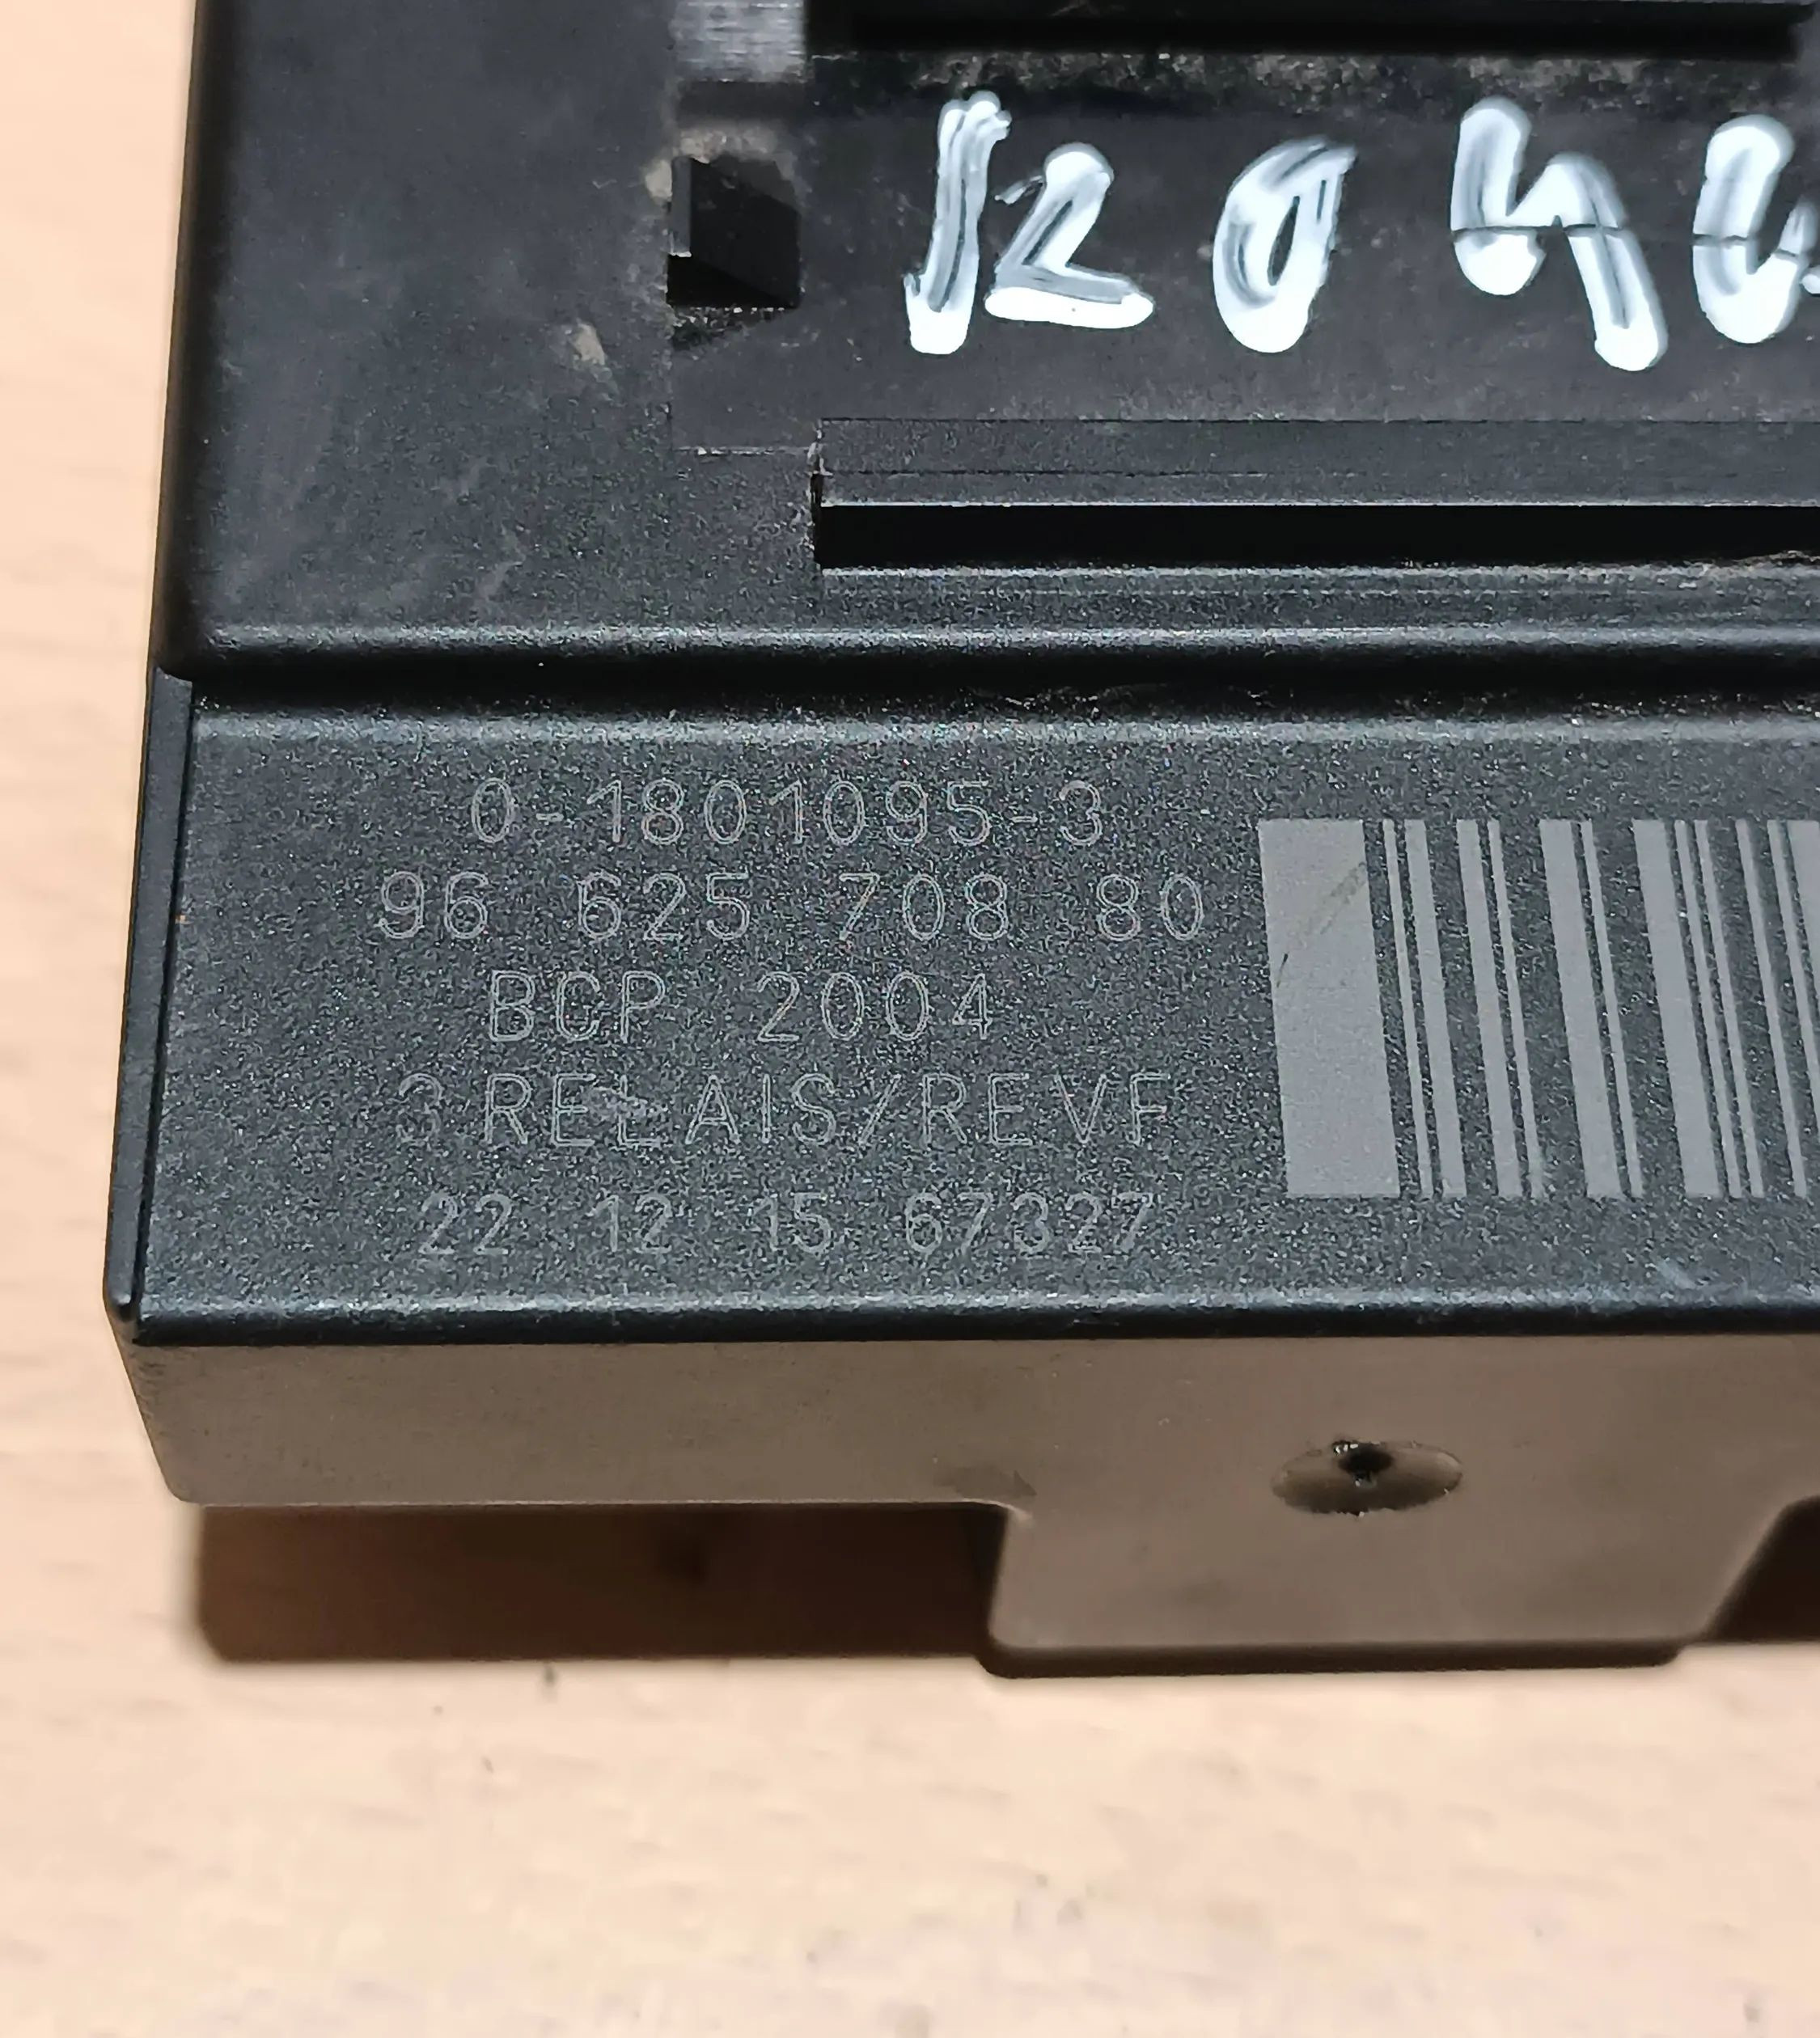 0-1801095-3
96 625 708 80
BCP 2004
3 RELAIS/REVF
22 12 15 67327